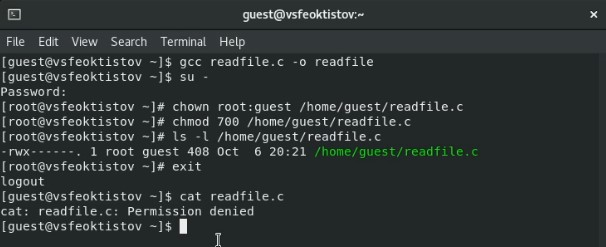 guest@vsfeoktistov:~
File Edit View Search Terminal Help
[guest@vsfeoktistov ~]$ gcc readfile.c -o readfile
[guest@vsfeoktistov ~]$ su -
Password:
[root@vsfeoktistov ~]# chown root:guest /home/guest/readfile.c
[root@vsfeoktistov ~]# chmod 700 /home/guest/readfile.c
[root@vsfeoktistov ~]# ls -l /home/guest/readfile.c
-rwx------. 1 root guest 408 Oct  6 20:21 /home/guest/readfile.c
[root@vsfeoktistov ~]# exit
logout
[guest@vsfeoktistov ~]$ cat readfile.c
cat: readfile.c: Permission denied
[guest@vsfeoktistov ~]$